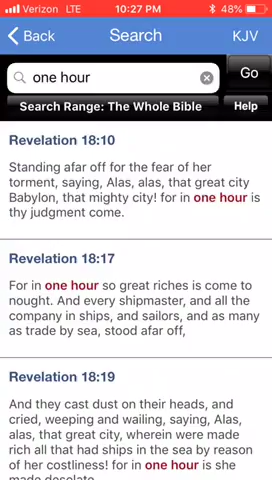 Verizon LTE 10:27 PM 48%
Back Search KJV
one hour Go
Search Range: The Whole Bible Help
Revelation 18:10
Standing afar off for the fear of her
torment, saying, Alas, alas, that great city
Babylon, that mighty city! for in one hour is
thy judgment come.
Revelation 18:17
For in one hour so great riches is come to
nought. And every shipmaster, and all the
company in ships, and sailors, and as many
as trade by sea, stood afar off,
Revelation 18:19
And they cast dust on their heads, and
cried, weeping and wailing, saying, Alas,
alas, that great city, wherein were made
rich all that had ships in the sea by reason
of her costliness! for in one hour is she
made desolate.